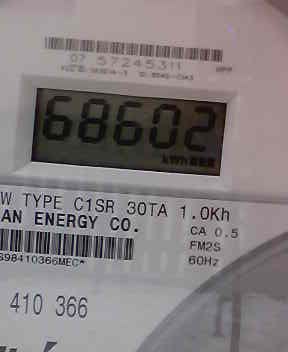 07 57245311
68602
kWh
W TYPE C1SR 30TA 1.0Kh
AN ENERGY CO.
CA 0.5
FM2S
60Hz
S98410366MEC*
410 366